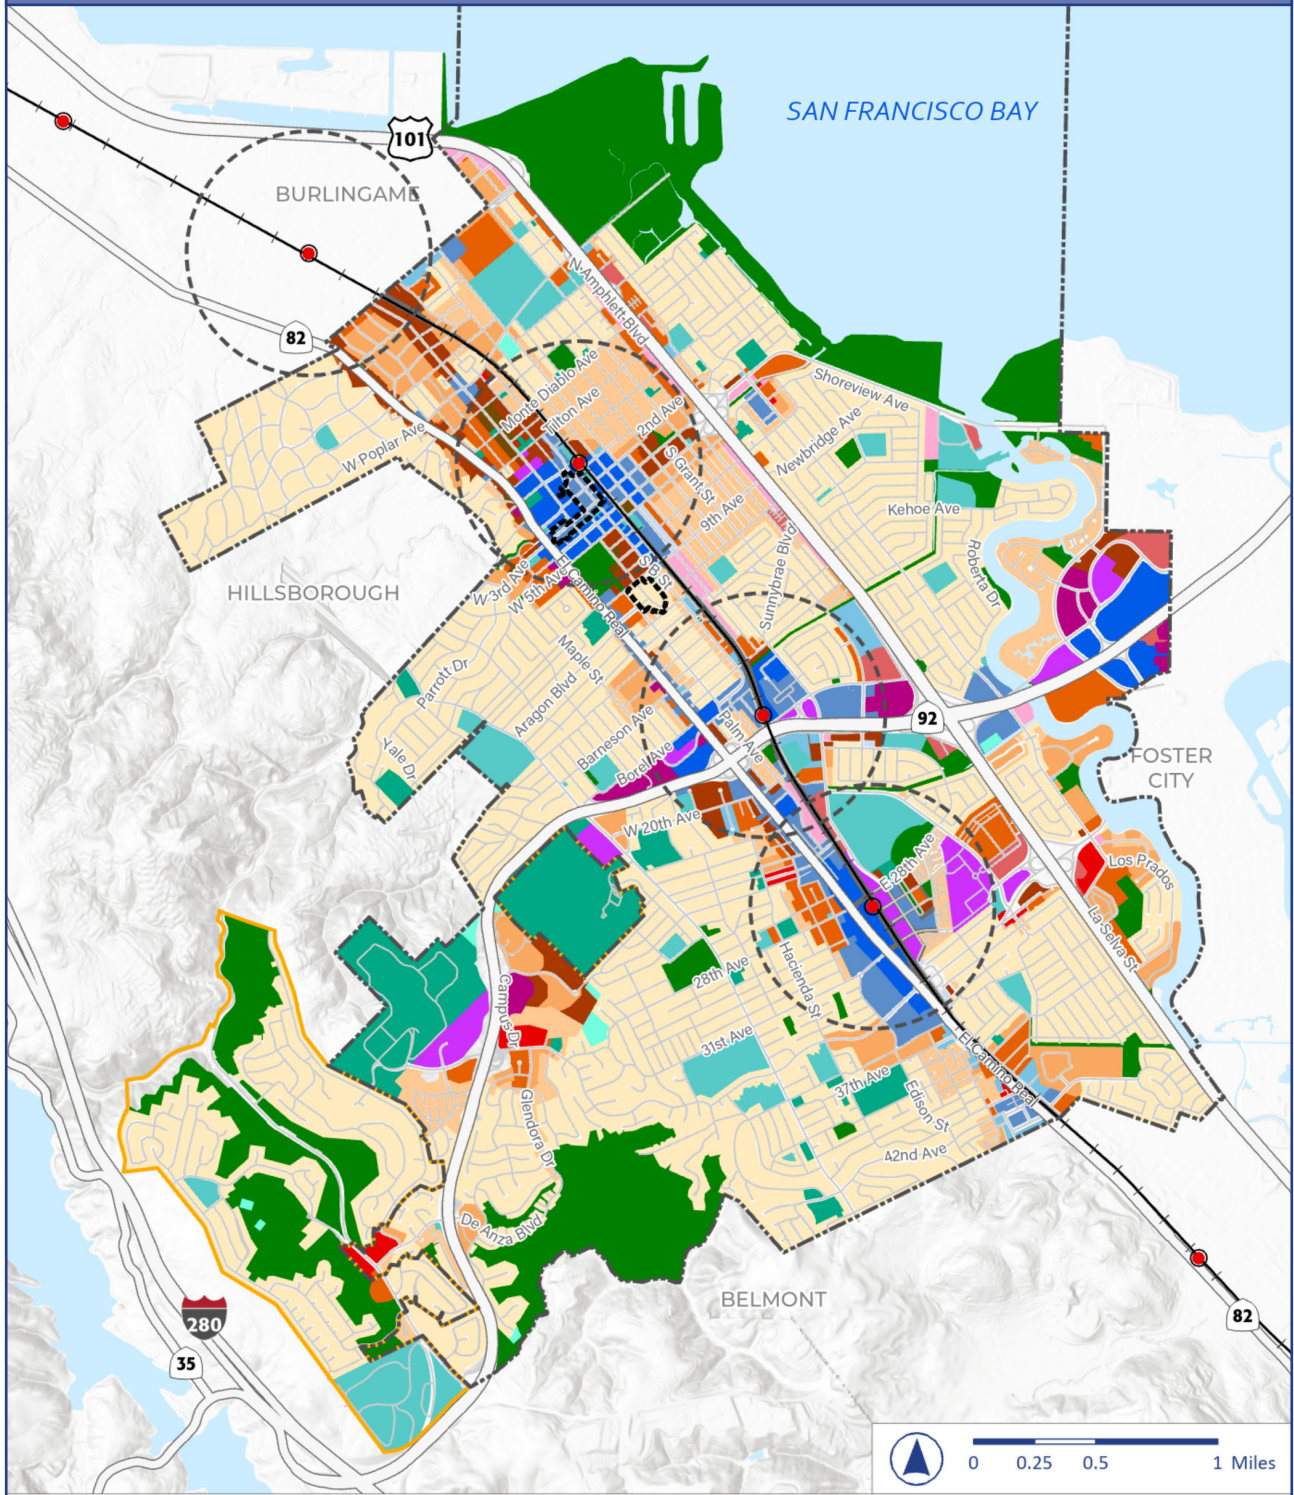 SAN FRANCISCO BAY
101
BURLINGAME
82
N Amphlett Blvd
Monte Diablo Ave
Tilton Ave
2nd Ave
Shoreview Ave
W Poplar Ave
Newbridge Ave
S Grant St
9th Ave
Kehoe Ave
Sunnybrae Blvd
Roberta Dr
HILLSBOROUGH
W 3rd Ave
W 5th Ave
El Camino Real
S B St
Maple St
Parrott Dr
Aragon Blvd
Barneson Ave
Palm Ave
Borel Ave
Yale Dr
92
FOSTER
CITY
W 20th Ave
E 28th Ave
Los Prados
La Selva St
28th Ave
Hacienda St
Campus Dr
31st Ave
El Camino Real
37th Ave
Edison St
Glendora Dr
42nd Ave
De Anza Blvd
BELMONT
280
35
82
0 0.25 0.5 1 Miles